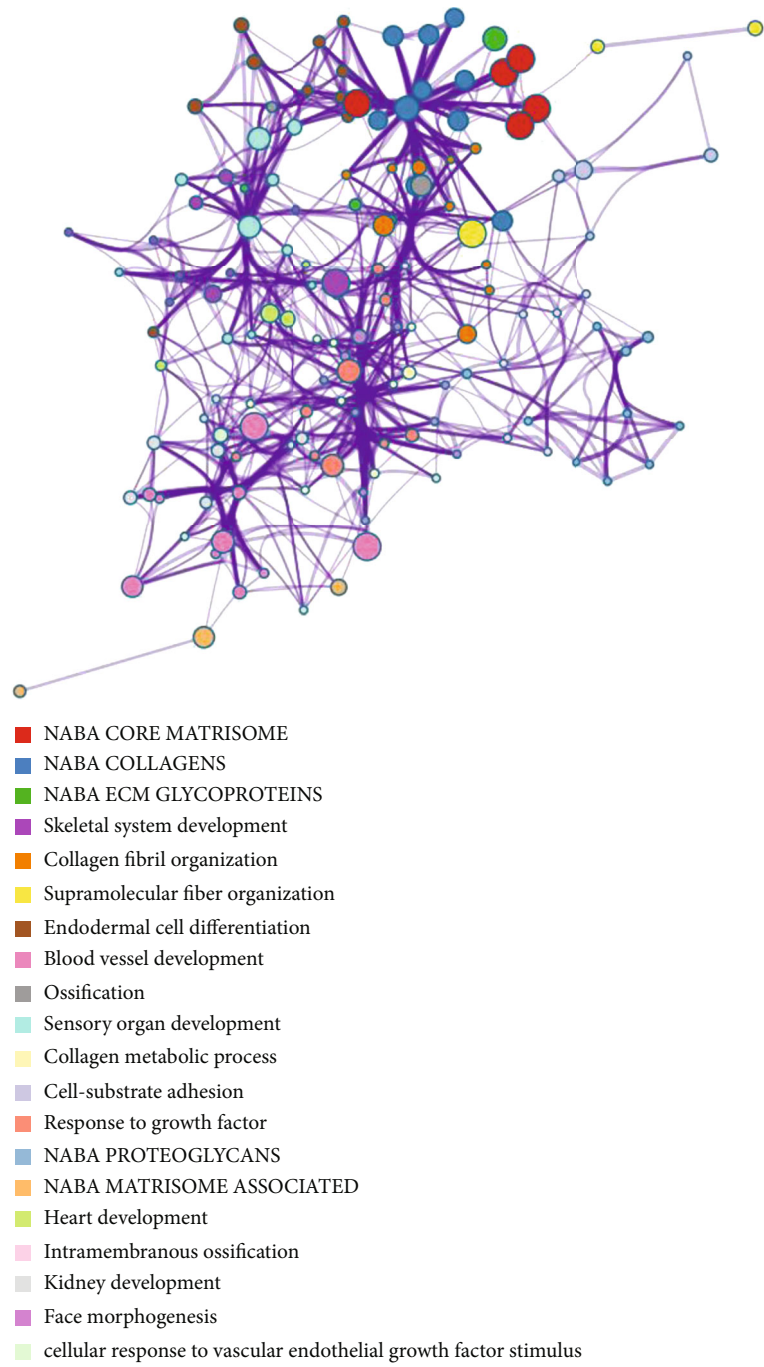 NABA CORE MATRISOME
NABA COLLAGENS
NABA ECM GLYCOPROTEINS
Skeletal system development
Collagen fibril organization
Supramolecular fiber organization
Endodermal cell differentiation
Blood vessel development
Ossification
Sensory organ development
Collagen metabolic process
Cell-substrate adhesion
Response to growth factor
NABA PROTEOGLYCANS
NABA MATRISOME ASSOCIATED
Heart development
Intramembranous ossification
Kidney development
Face morphogenesis
cellular response to vascular endothelial growth factor stimulus